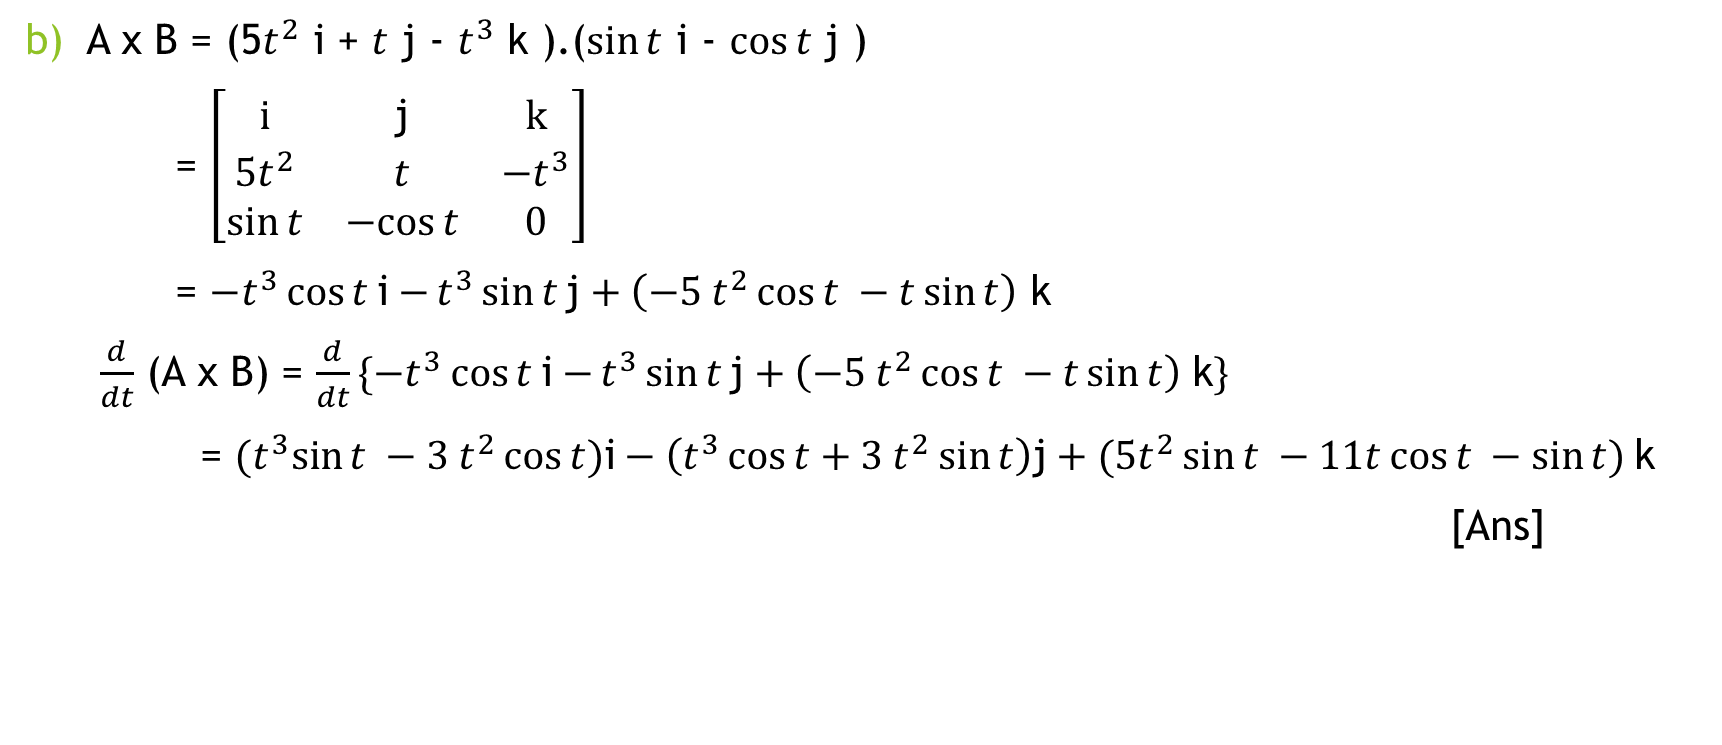 b) A x B = (5t² i + t j - t³ k ).(sin t i - cos t j )
i j k
= 5t² t −t³
sin t −cos t 0
= −t³ cos t i − t³ sin t j + (−5 t² cos t − t sin t) k
d/dt (A x B) = d/dt {−t³ cos t i − t³ sin t j + (−5 t² cos t − t sin t) k}
= (t³sin t − 3 t² cos t)i − (t³ cos t + 3 t² sin t)j + (5t² sin t − 11t cos t − sin t) k
[Ans]